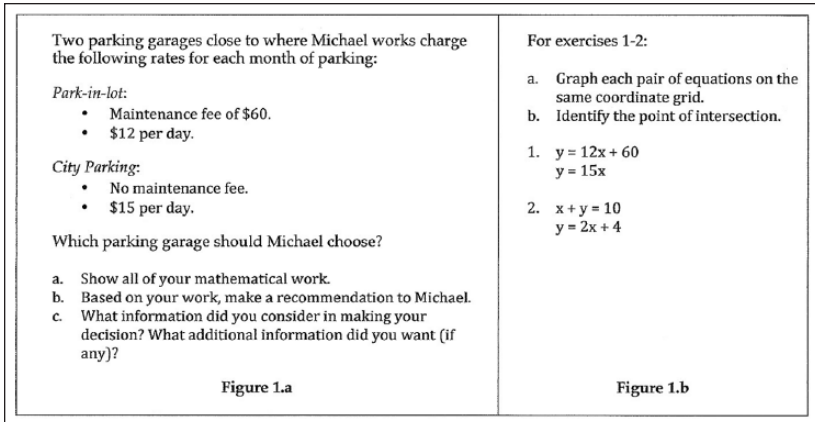 Two parking garages close to where Michael works charge
the following rates for each month of parking:
Park-in-lot:
• Maintenance fee of $60.
• $12 per day.
City Parking:
• No maintenance fee.
• $15 per day.
Which parking garage should Michael choose?
a. Show all of your mathematical work.
b. Based on your work, make a recommendation to Michael.
c. What information did you consider in making your
decision? What additional information did you want (if
any)?
Figure 1.a
For exercises 1-2:
a. Graph each pair of equations on the
same coordinate grid.
b. Identify the point of intersection.
1. y = 12x + 60
y = 15x
2. x + y = 10
y = 2x + 4
Figure 1.b